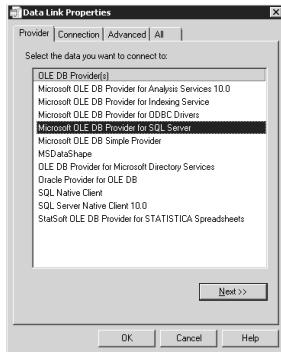 Data Link Properties
Provider Connection Advanced All
Select the data you want to connect to:
OLE DB Provider(s)
Microsoft OLE DB Provider for Analysis Services 10.0
Microsoft OLE DB Provider for Indexing Service
Microsoft OLE DB Provider for ODBC Drivers
Microsoft OLE DB Provider for SQL Server
Microsoft OLE DB Simple Provider
MSDataShape
OLE DB Provider for Microsoft Directory Services
Oracle Provider for OLE DB
SQL Native Client
SQL Server Native Client 10.0
StatSoft OLE DB Provider for STATISTICA Spreadsheets
Next >>
OK Cancel Help